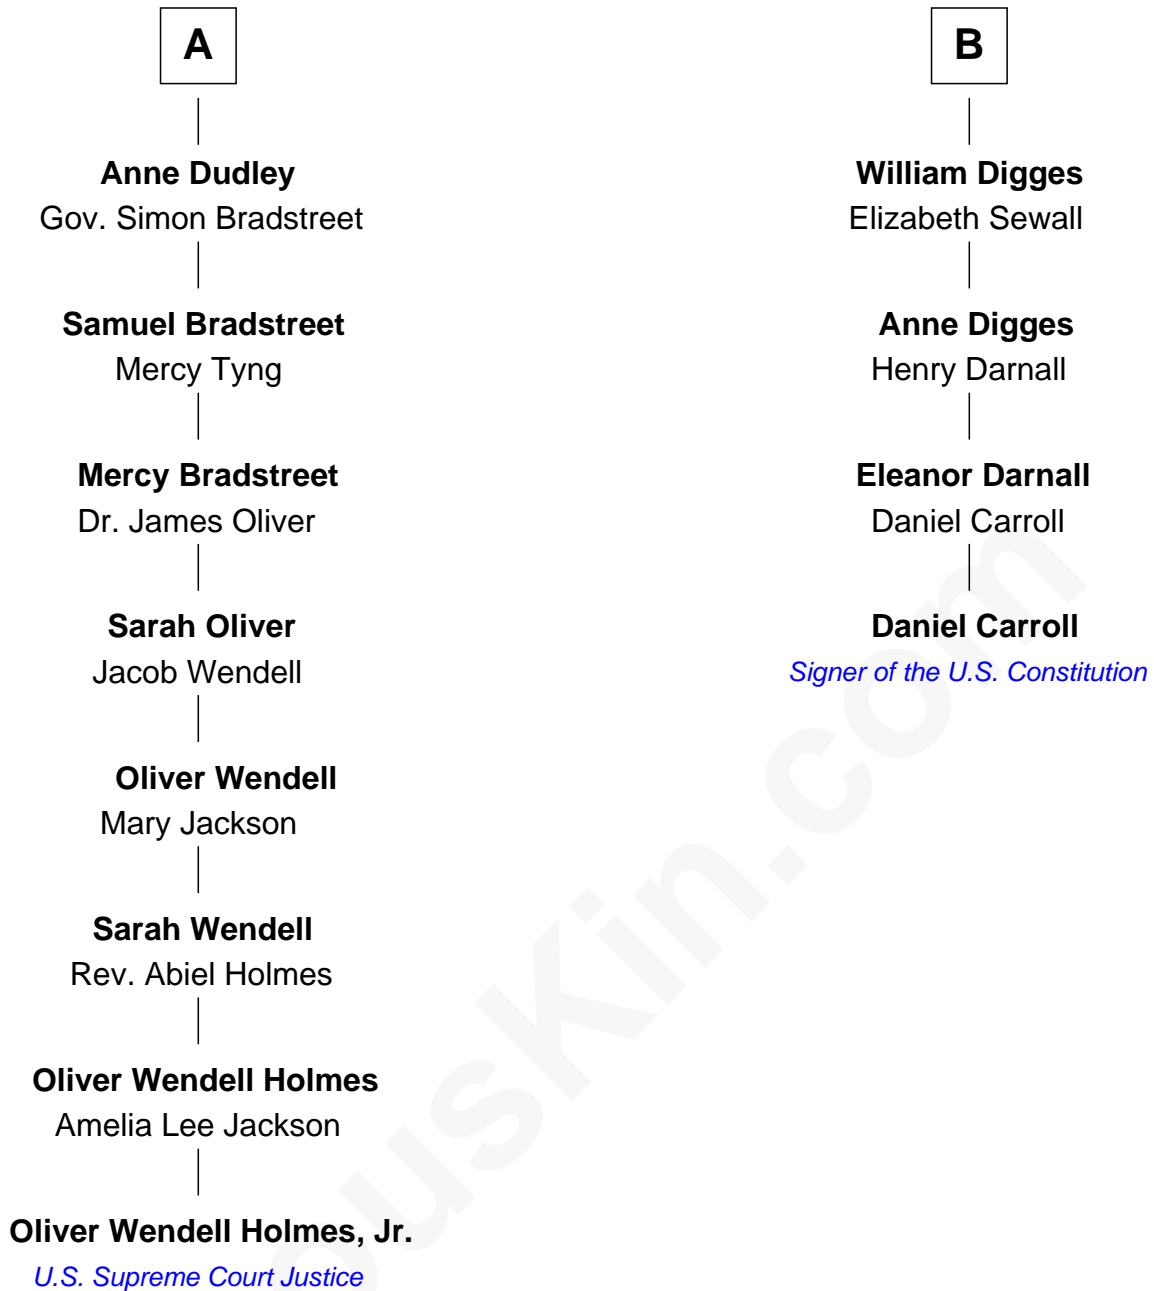 A
Anne Dudley
Gov. Simon Bradstreet
Samuel Bradstreet
Mercy Tyng
Mercy Bradstreet
Dr. James Oliver
Sarah Oliver
Jacob Wendell
Oliver Wendell
Mary Jackson
Sarah Wendell
Rev. Abiel Holmes
Oliver Wendell Holmes
Amelia Lee Jackson
Oliver Wendell Holmes, Jr.
U.S. Supreme Court Justice
B
William Digges
Elizabeth Sewall
Anne Digges
Henry Darnall
Eleanor Darnall
Daniel Carroll
Daniel Carroll
Signer of the U.S. Constitution
ousKin.com